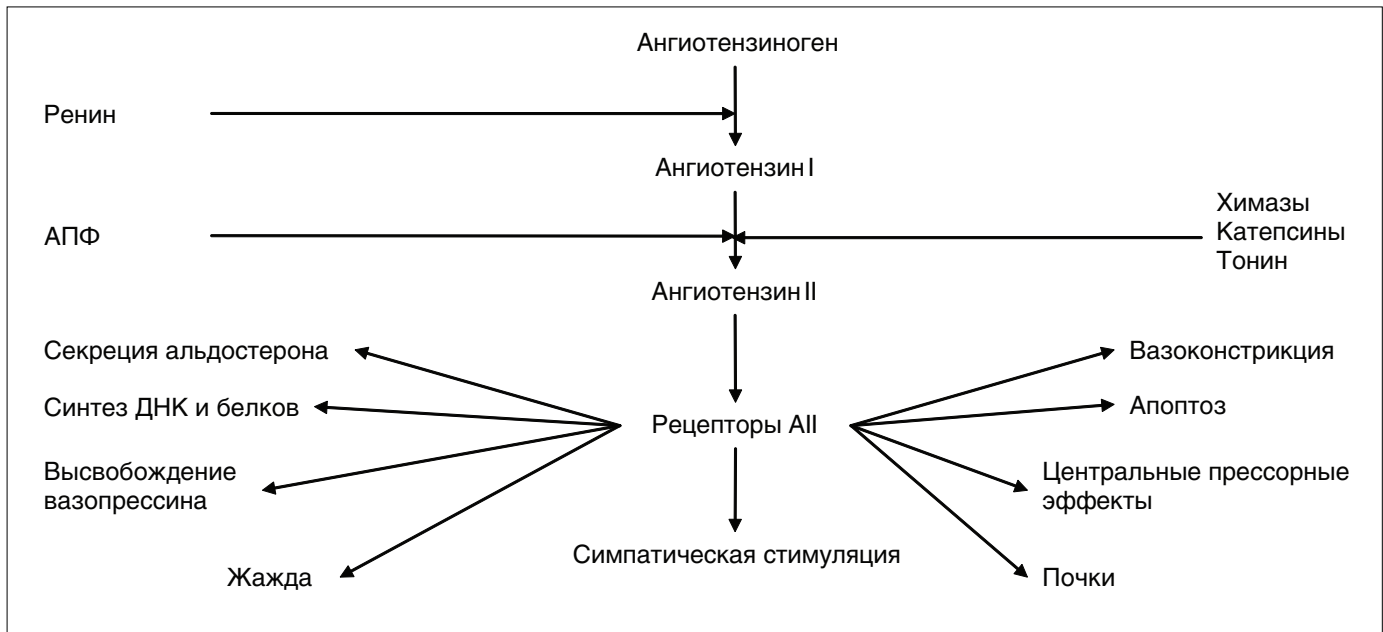 Ангиотензиноген
Ренин
Ангиотензин I
АПФ
Химазы
Катепсины
Тонин
Ангиотензин II
Секреция альдостерона
Вазоконстрикция
Синтез ДНК и белков
Апоптоз
Рецепторы AII
Высвобождение
вазопрессина
Центральные прессорные
эффекты
Симпатическая стимуляция
Жажда
Почки